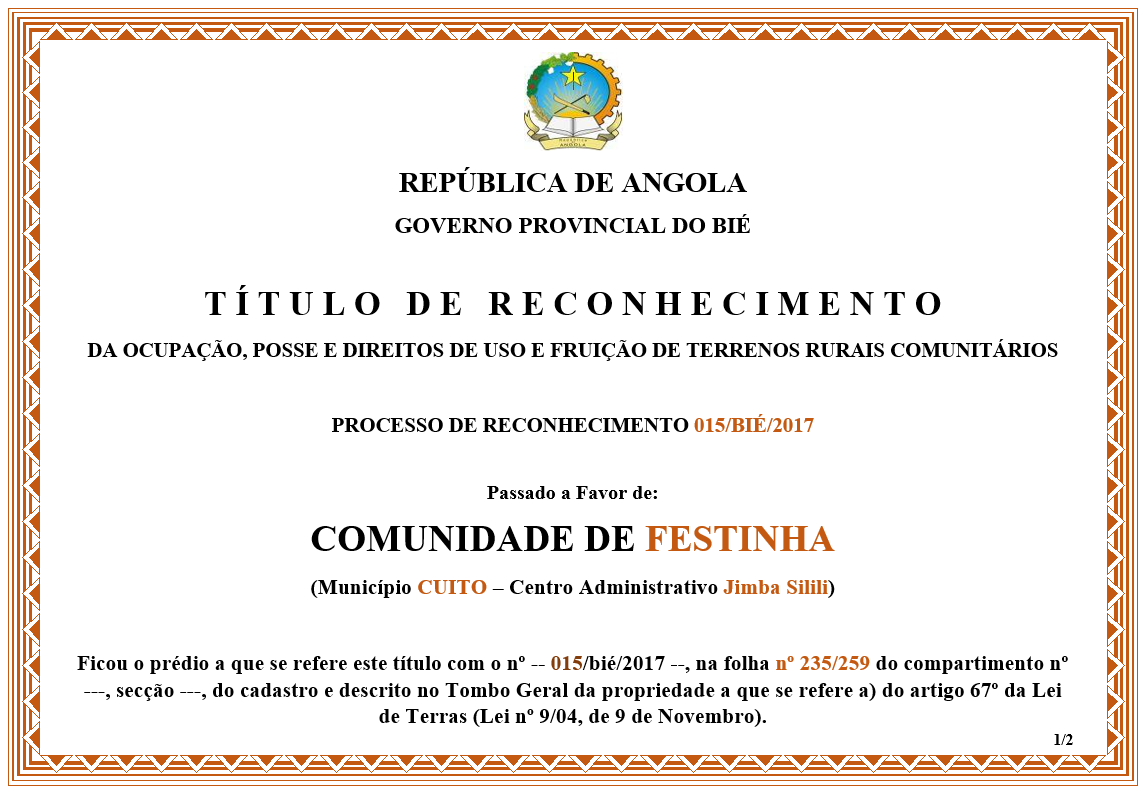 República
ANGOLA
REPÚBLICA DE ANGOLA
GOVERNO PROVINCIAL DO BIÉ
TÍTULO DE RECONHECIMENTO
DA OCUPAÇÃO, POSSE E DIREITOS DE USO E FRUIÇÃO DE TERRENOS RURAIS COMUNITÁRIOS
PROCESSO DE RECONHECIMENTO 015/BIÉ/2017
Passado a Favor de:
COMUNIDADE DE FESTINHA
(Município CUITO – Centro Administrativo Jimba Silili)
Ficou o prédio a que se refere este título com o nº -- 015/bié/2017 --, na folha nº 235/259 do compartimento nº
---, secção ---, do cadastro e descrito no Tombo Geral da propriedade a que se refere a) do artigo 67º da Lei
de Terras (Lei nº 9/04, de 9 de Novembro).
1/2